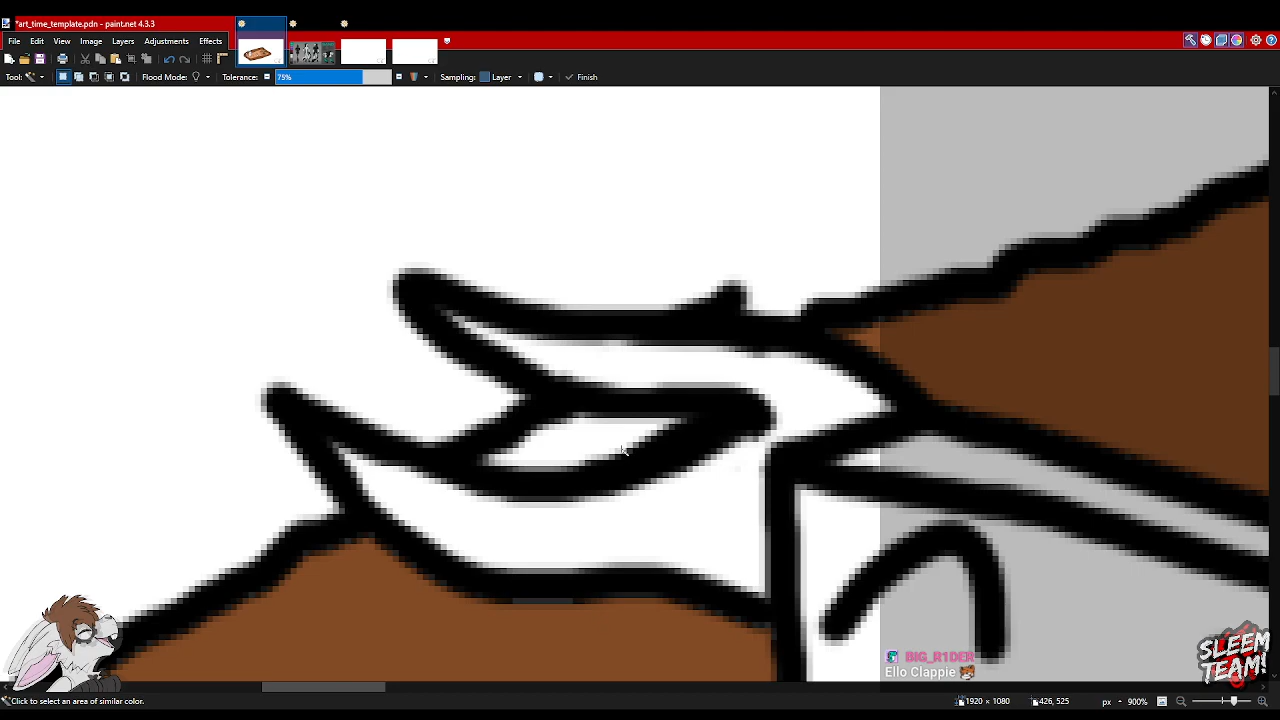 *art_time_template.pdn - paint.net 4.3.3
File Edit View Image Layers Adjustments Effects
Tool: Flood Mode: Tolerance: 75% Sampling: Layer Finish
BIG_R1DER
Ello Clappie
SLEEM
TEAM!
Click to select an area of similar color. 1920 × 1080 426, 525 px 900%